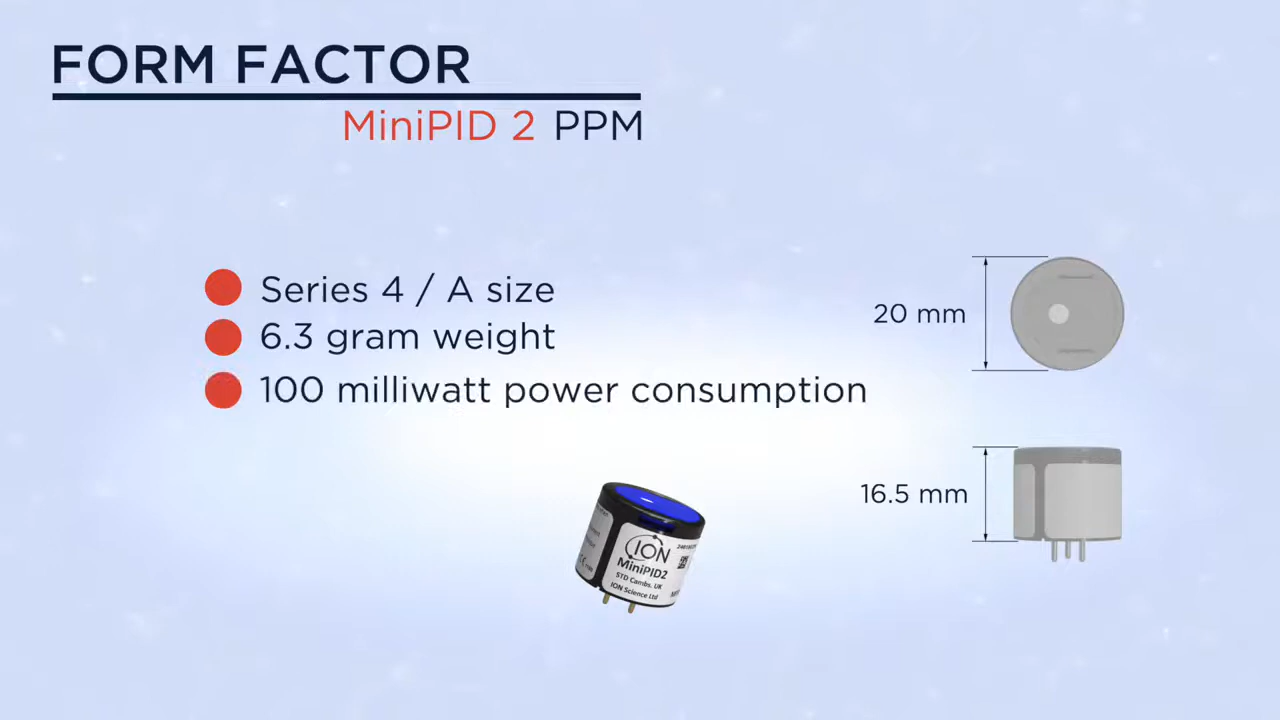 FORM FACTOR
MiniPID 2 PPM
Series 4 / A size
6.3 gram weight
100 milliwatt power consumption
20 mm
16.5 mm
ION
MiniPID2
STD Cambs, UK
ION Science Ltd